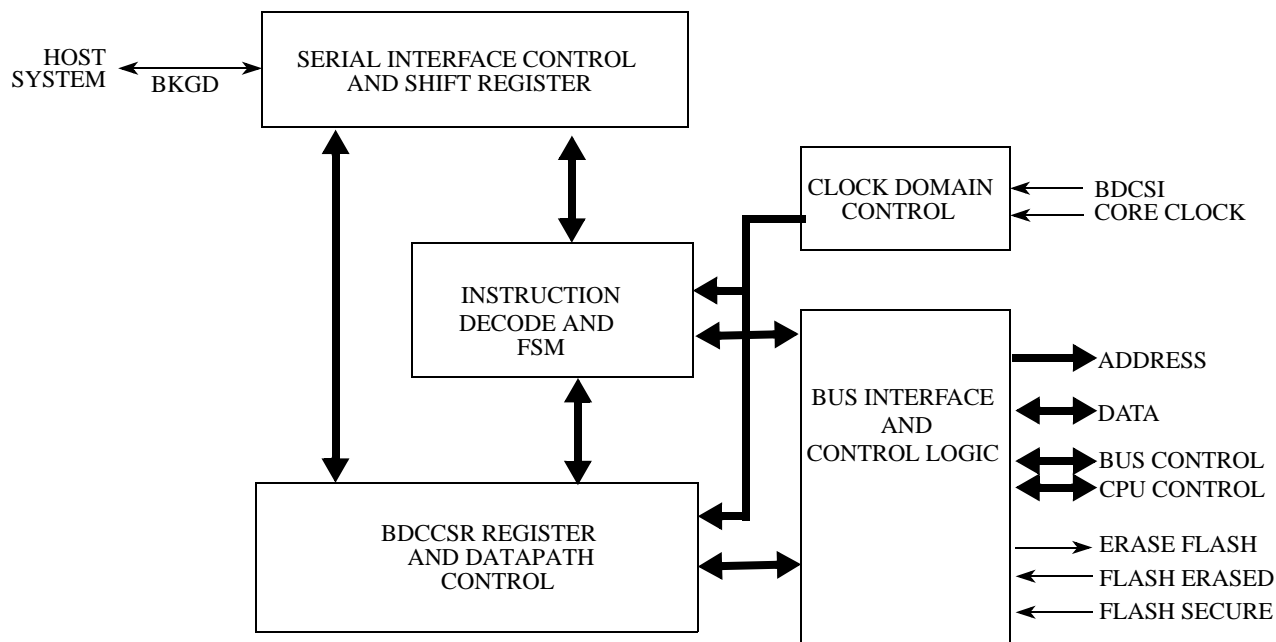 HOST
SYSTEM
BKGD
SERIAL INTERFACE CONTROL
AND SHIFT REGISTER
CLOCK DOMAIN
CONTROL
BDCSI
CORE CLOCK
INSTRUCTION
DECODE AND
FSM
BUS INTERFACE
AND
CONTROL LOGIC
ADDRESS
DATA
BUS CONTROL
CPU CONTROL
ERASE FLASH
FLASH ERASED
FLASH SECURE
BDCCSR REGISTER
AND DATAPATH
CONTROL